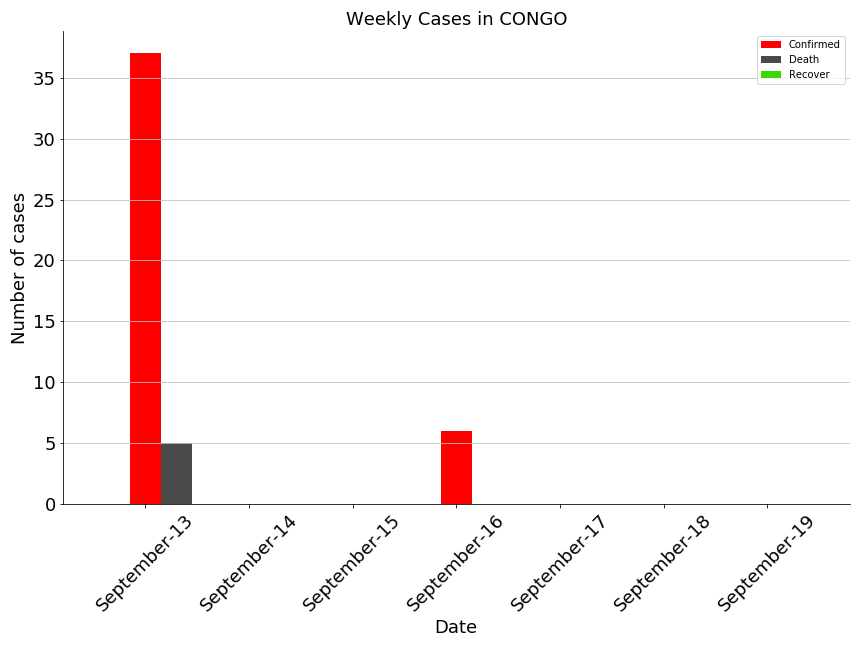 Weekly Cases in CONGO
Confirmed
Death
Recover
Number of cases
35
30
25
20
15
10
5
0
September-13
September-14
September-15
September-16
September-17
September-18
September-19
Date